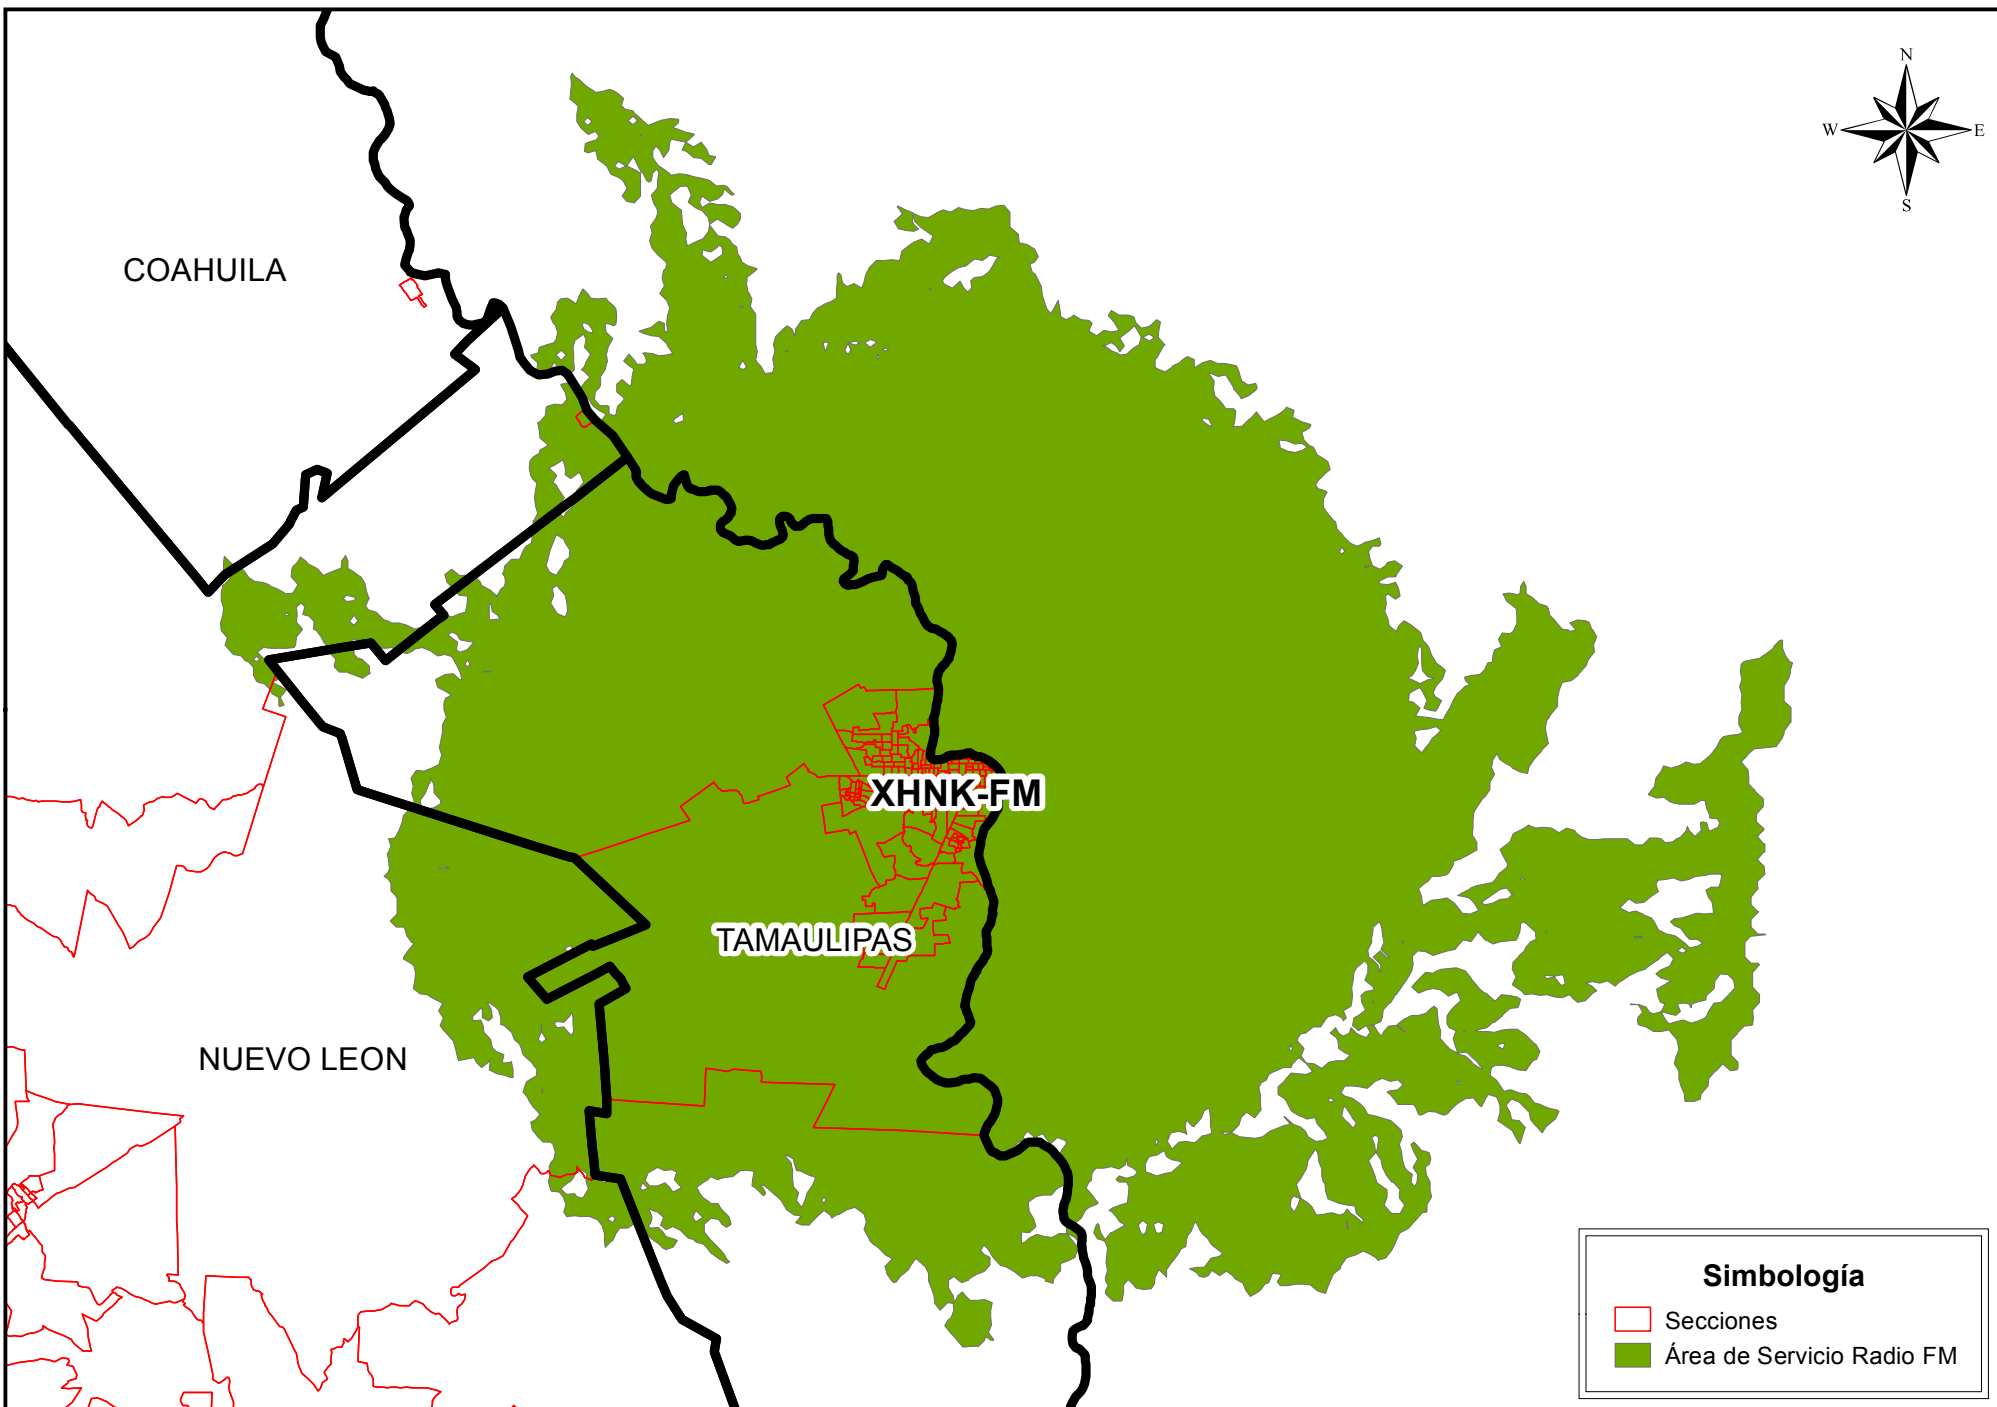 N
W E
S
COAHUILA
XHNK-FM
TAMAULIPAS
NUEVO LEON
Simbología
Secciones
Área de Servicio Radio FM